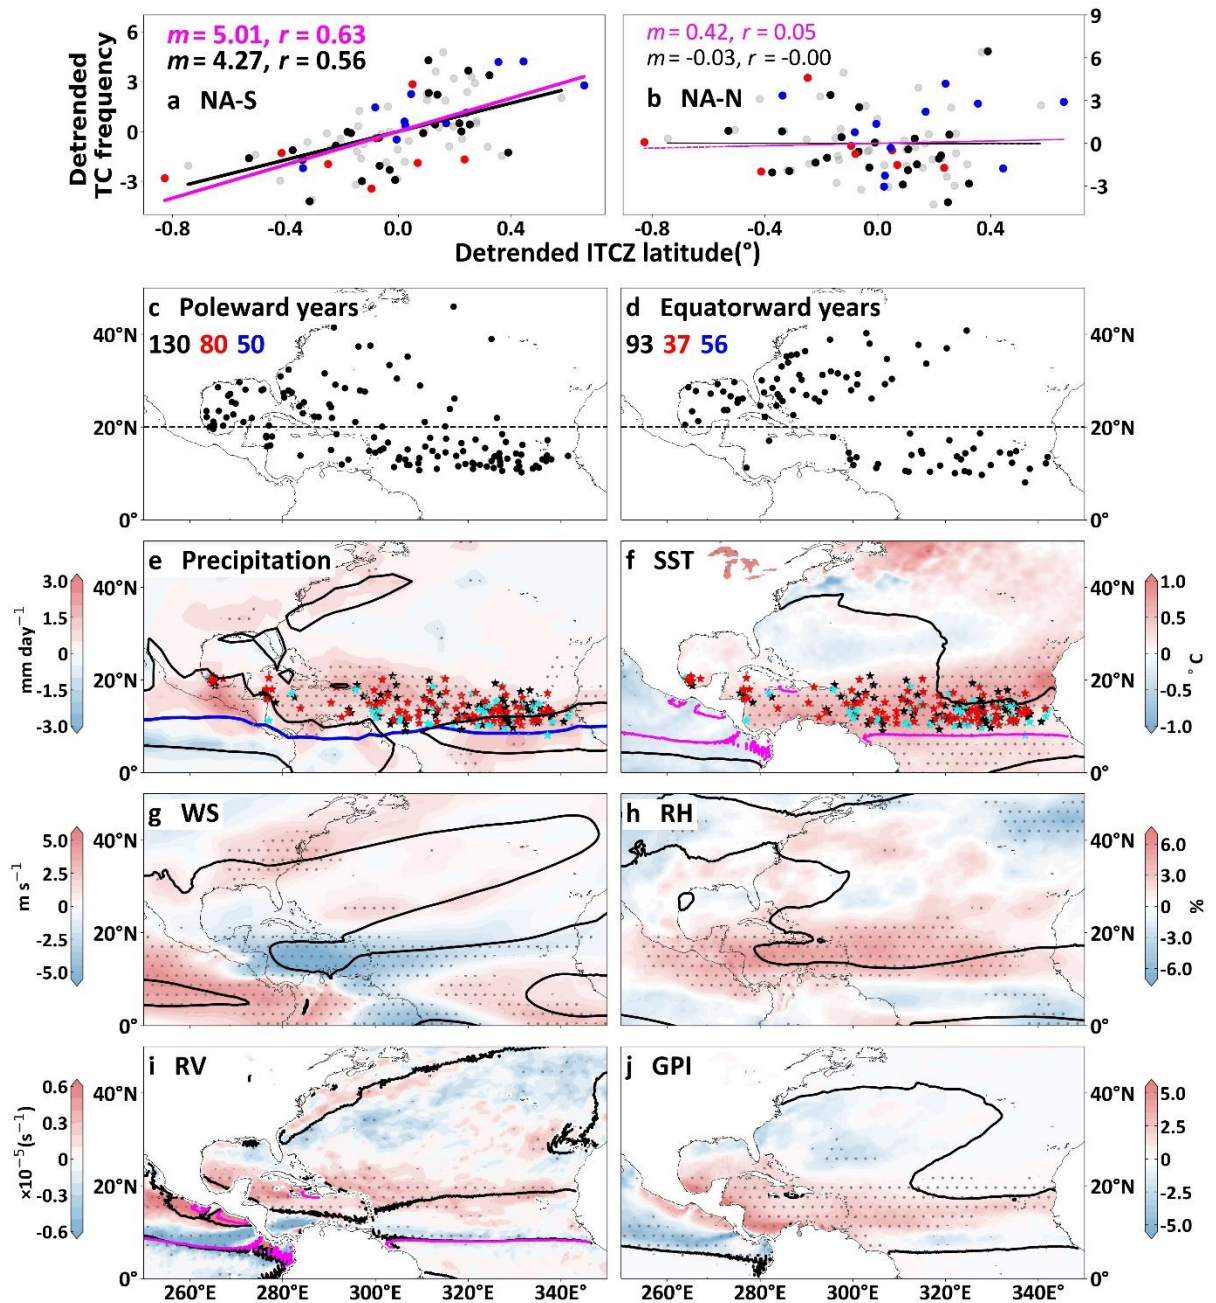 m = 5.01, r = 0.63
m = 4.27, r = 0.56
a NA-S
6
3
0
-3
Detrended
TC frequency
-0.8
-0.4
0.0
0.4
m = 0.42, r = 0.05
m = -0.03, r = -0.00
b NA-N
9
6
3
0
-3
-0.8
-0.4
0.0
0.4
Detrended ITCZ latitude(°)
c Poleward years
130 80 50
40°N
20°N
0°
d Equatorward years
93 37 56
40°N
20°N
0°
e Precipitation
3.0
1.5
0
-1.5
-3.0
mm day−1
40°N
20°N
0°
f SST
40°N
20°N
0°
1.0
0.5
0
-0.5
-1.0
°C
g WS
5.0
2.5
0
-2.5
-5.0
m s−1
40°N
20°N
0°
h RH
40°N
20°N
0°
6.0
3.0
0
-3.0
-6.0
%
i RV
0.6
0.3
0
-0.3
-0.6
×10−5(s−1)
40°N
20°N
0°
260°E
280°E
300°E
320°E
340°E
j GPI
40°N
20°N
0°
5.0
2.5
0
-2.5
-5.0
260°E
280°E
300°E
320°E
340°E